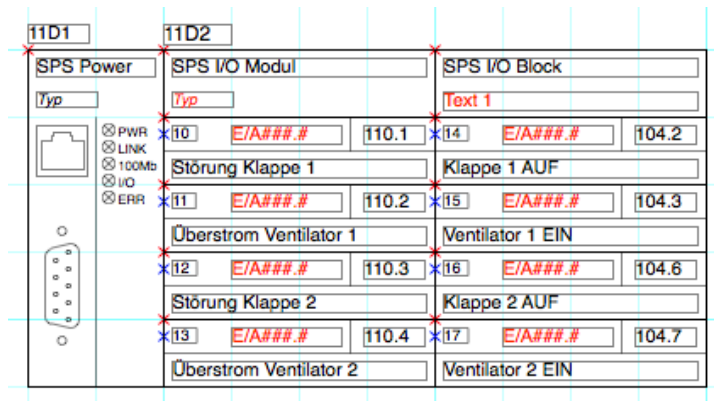 11D1 11D2
SPS Power SPS I/O Modul SPS I/O Block
Typ Typ Text 1
PWR 10 E/A###.# 110.1 14 E/A###.# 104.2
LINK
100Mb Störung Klappe 1 Klappe 1 AUF
I/O
ERR 11 E/A###.# 110.2 15 E/A###.# 104.3
Überstrom Ventilator 1 Ventilator 1 EIN
12 E/A###.# 110.3 16 E/A###.# 104.6
Störung Klappe 2 Klappe 2 AUF
13 E/A###.# 110.4 17 E/A###.# 104.7
Überstrom Ventilator 2 Ventilator 2 EIN